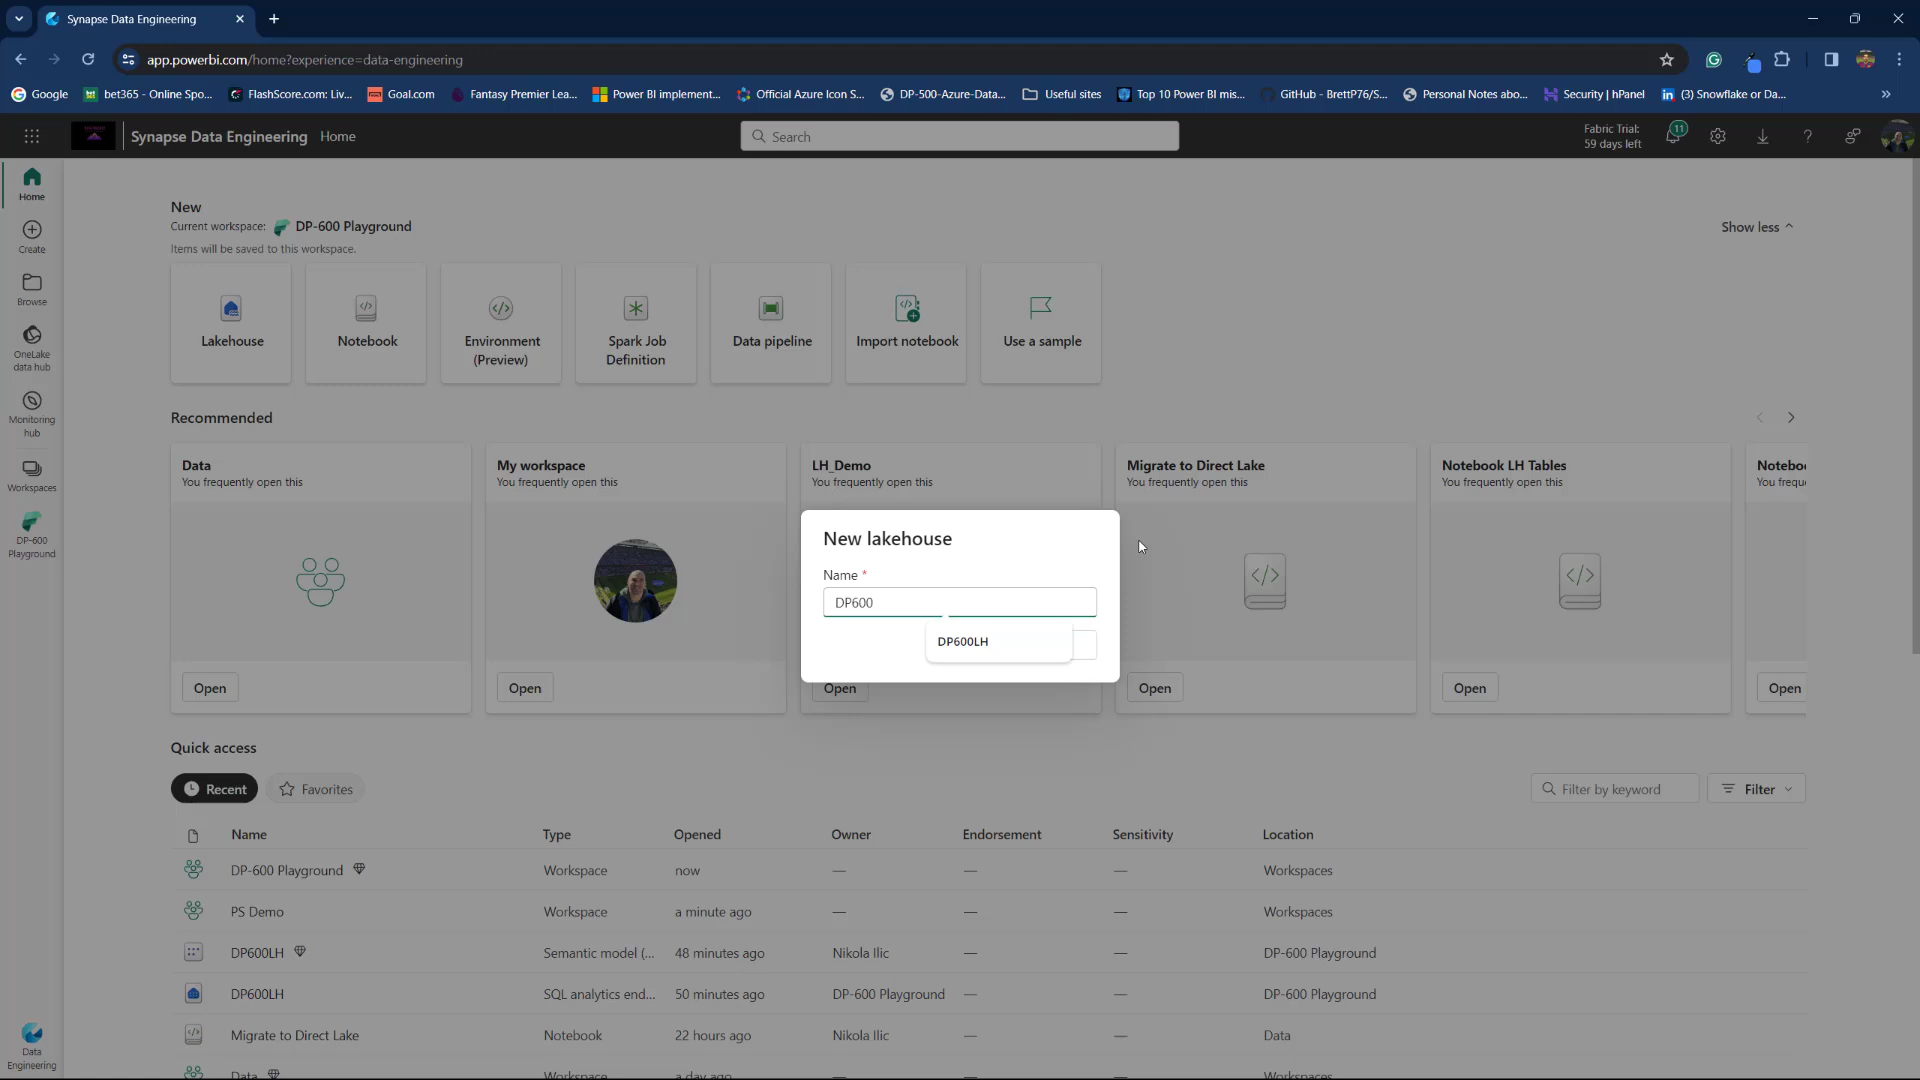 Synapse Data Engineering
app.powerbi.com/home?experience=data-engineering
Google
bet365 - Online Spo...
FlashScore.com: Liv...
Goal.com
Fantasy Premier Lea...
Power BI implement...
Official Azure Icon S...
DP-500-Azure-Data...
Useful sites
Top 10 Power BI mis...
GitHub - BrettP76/S...
Personal Notes abo...
Security | hPanel
(3) Snowflake or Da...
Synapse Data Engineering Home
Search
Fabric Trial:
59 days left
11
Home
Create
Browse
OneLake
data hub
Monitoring
hub
Workspaces
DP-600
Playground
Data
Engineering
New
Current workspace: DP-600 Playground
Items will be saved to this workspace.
Show less
Lakehouse
Notebook
Environment
(Preview)
Spark Job
Definition
Data pipeline
Import notebook
Use a sample
Recommended
Data
You frequently open this
Open
My workspace
You frequently open this
Open
LH_Demo
You frequently open this
Open
Migrate to Direct Lake
You frequently open this
Open
Notebook LH Tables
You frequently open this
Open
Notebo
You frequ
Open
New lakehouse
Name *
DP600
DP600LH
Quick access
Recent
Favorites
Filter by keyword
Filter
Name Type Opened Owner Endorsement Sensitivity Location
DP-600 Playground Workspace now — — — Workspaces
PS Demo Workspace a minute ago — — — Workspaces
DP600LH Semantic model (... 48 minutes ago Nikola Ilic — — DP-600 Playground
DP600LH SQL analytics end... 50 minutes ago DP-600 Playground — — DP-600 Playground
Migrate to Direct Lake Notebook 22 hours ago Nikola Ilic — — Data
Data Workspace a day ago Workspaces